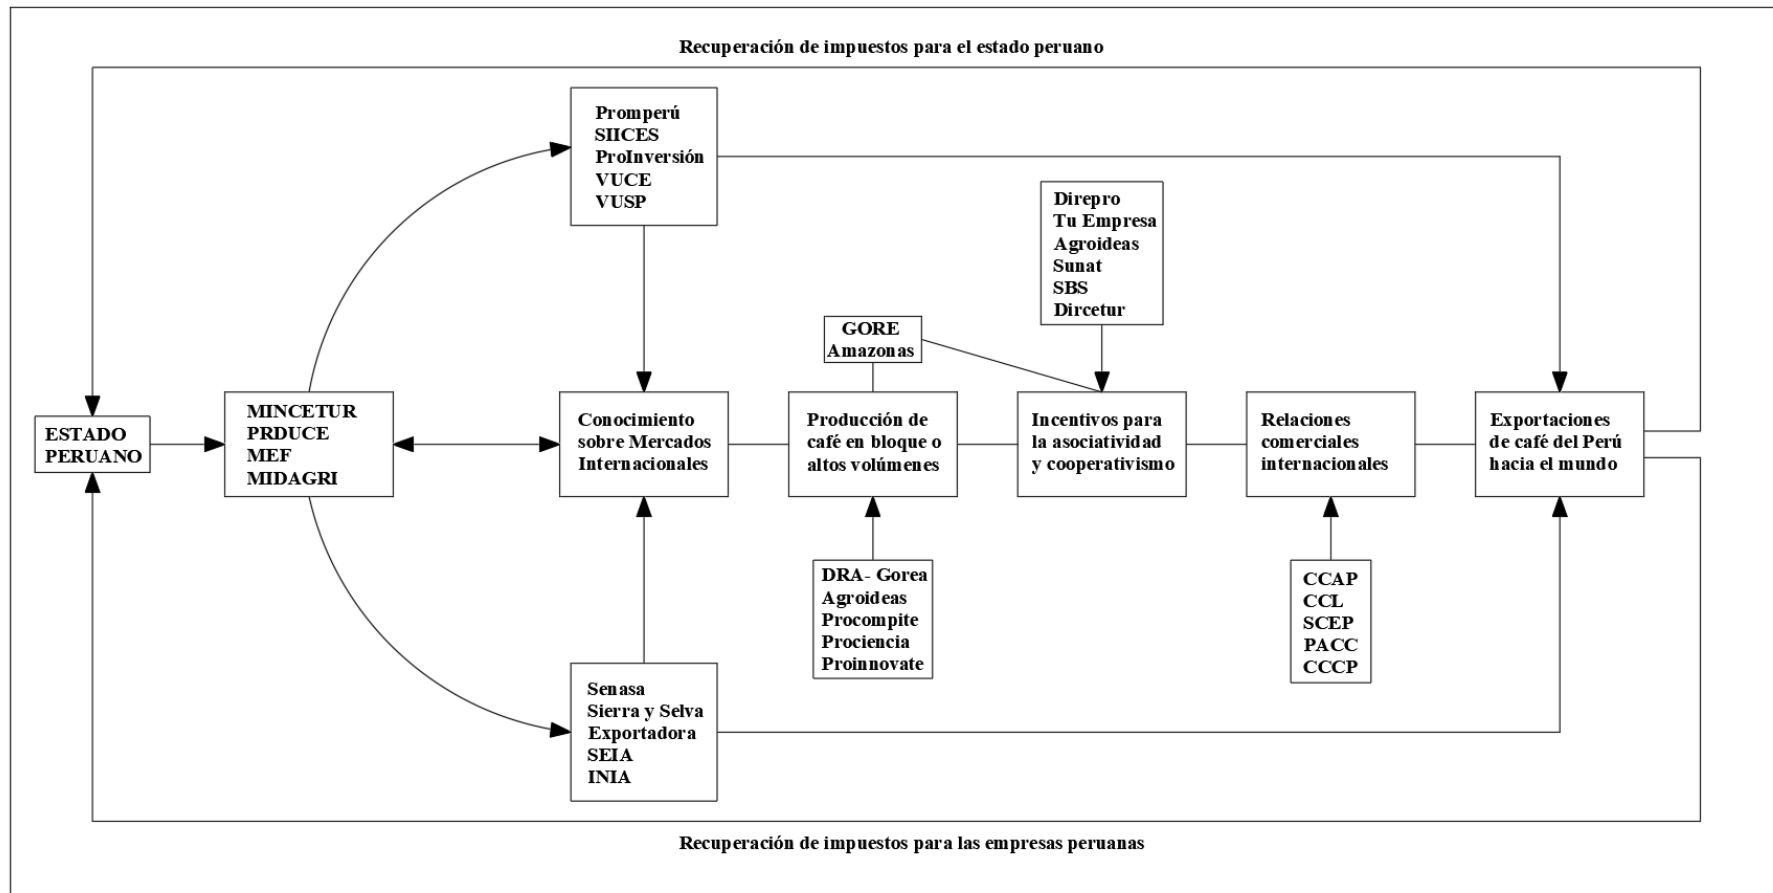 Recuperación de impuestos para el estado peruano
Promperú
SIICES
ProInversión
VUCE
VUSP
Direpro
Tu Empresa
Agroideas
Sunat
SBS
Dircetur
GORE
Amazonas
ESTADO
PERUANO
MINCETUR
PRDUCE
MEF
MIDAGRI
Conocimiento
sobre Mercados
Internacionales
Producción de
café en bloque o
altos volúmenes
Incentivos para
la asociatividad
y cooperativismo
Relaciones
comerciales
internacionales
Exportaciones
de café del Perú
hacia el mundo
DRA- Gorea
Agroideas
Procompite
Prociencia
Proinnovate
CCAP
CCL
SCEP
PACC
CCCP
Senasa
Sierra y Selva
Exportadora
SEIA
INIA
Recuperación de impuestos para las empresas peruanas